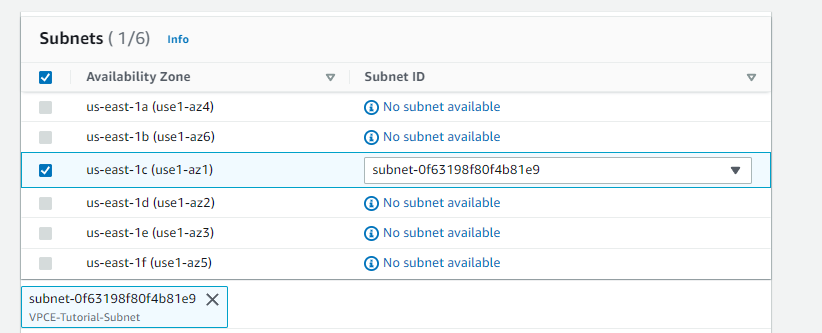 Subnets ( 1/6) Info
Availability Zone Subnet ID
us-east-1a (use1-az4) No subnet available
us-east-1b (use1-az6) No subnet available
us-east-1c (use1-az1) subnet-0f63198f80f4b81e9
us-east-1d (use1-az2) No subnet available
us-east-1e (use1-az3) No subnet available
us-east-1f (use1-az5) No subnet available
subnet-0f63198f80f4b81e9
VPCE-Tutorial-Subnet